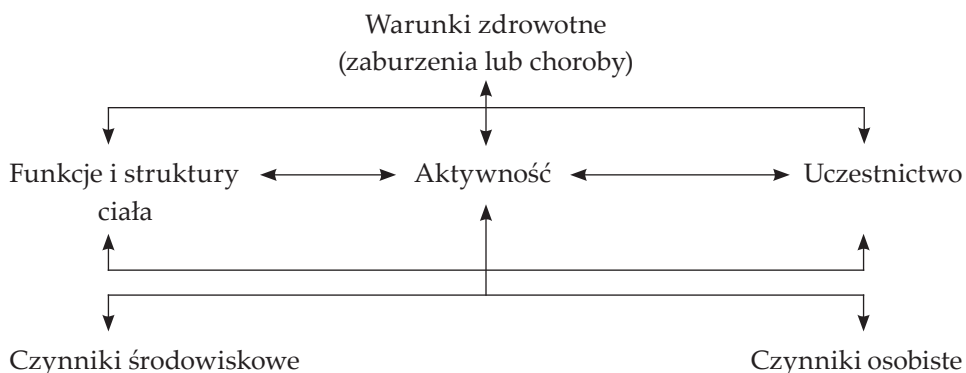 Warunki zdrowotne
(zaburzenia lub choroby)
Funkcje i struktury
ciała
Aktywność
Uczestnictwo
Czynniki środowiskowe
Czynniki osobiste